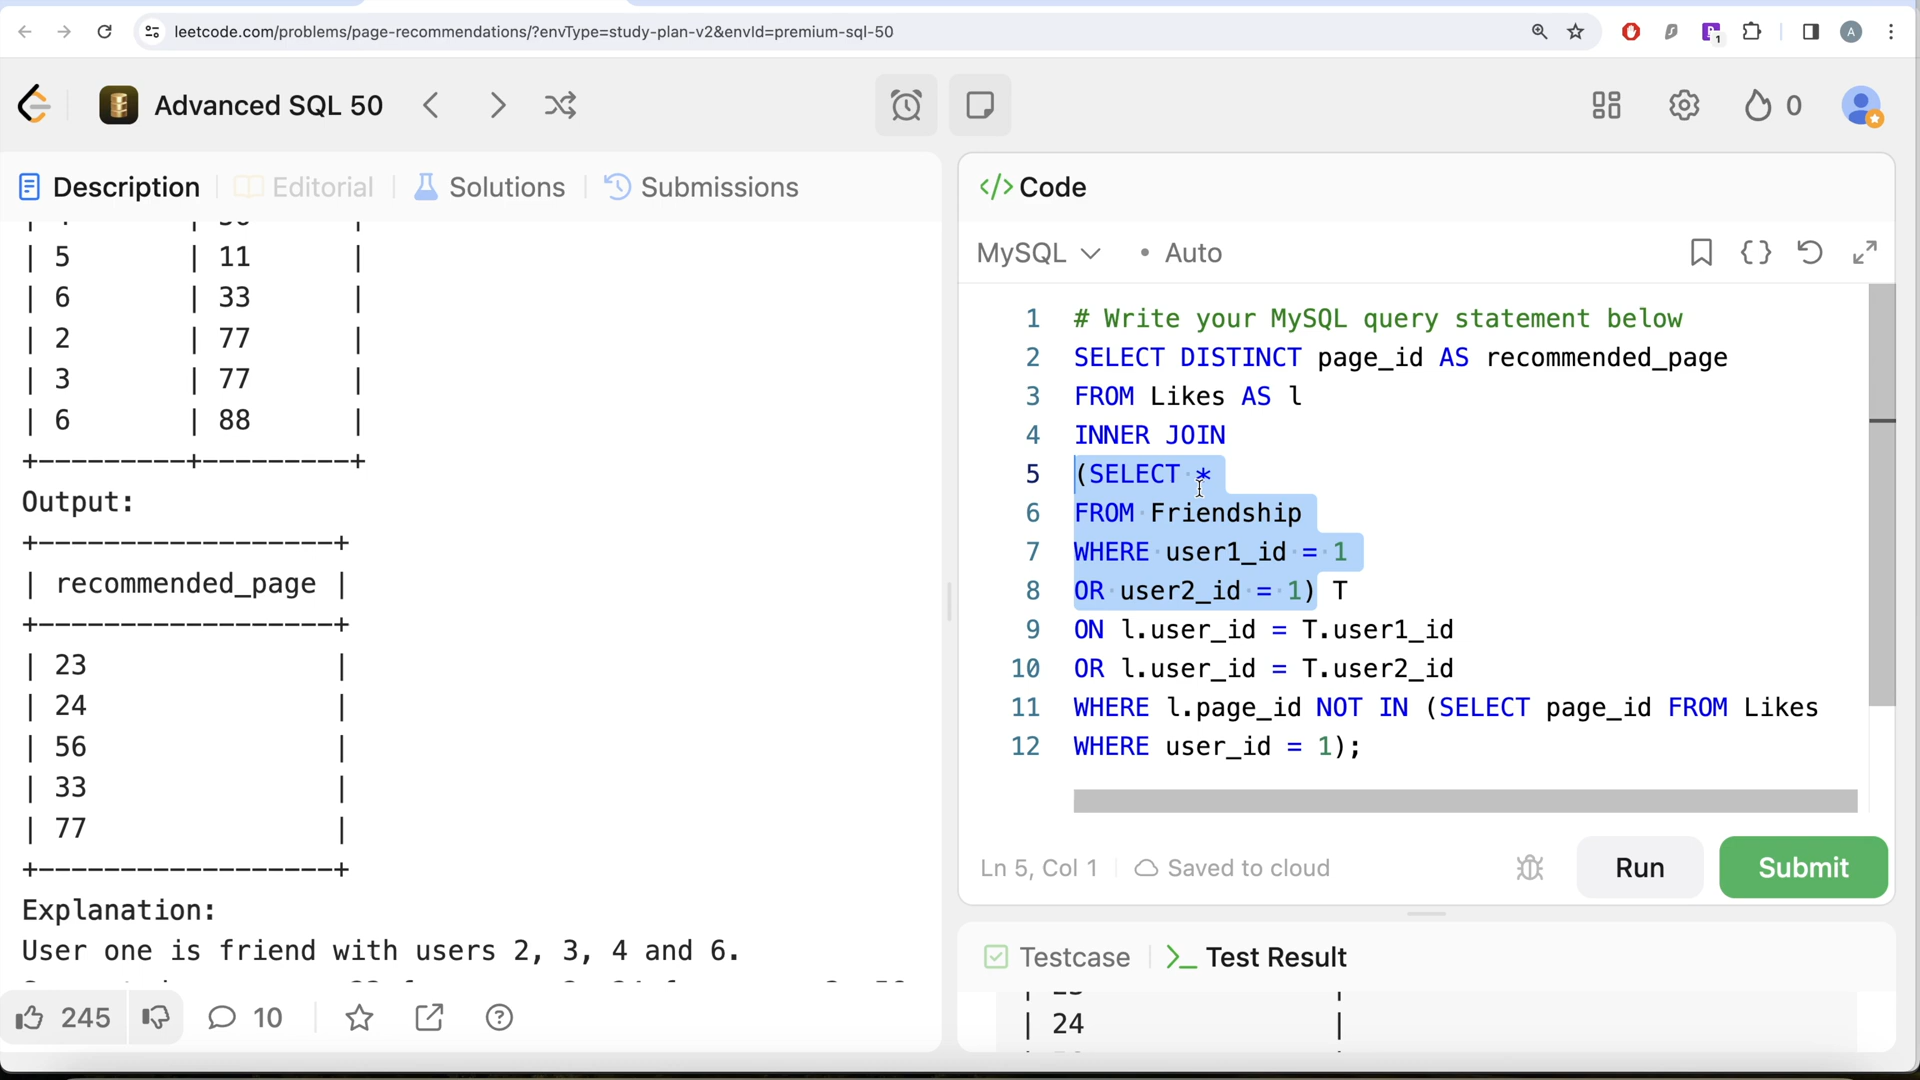 leetcode.com/problems/page-recommendations/?envType=study-plan-v2&envId=premium-sql-50
1
A
Advanced SQL 50
0
Description
Editorial
Solutions
Submissions
| 5 | 11 |
| 6 | 33 |
| 2 | 77 |
| 3 | 77 |
| 6 | 88 |
+---------+---------+
Output:
+------------------+
| recommended_page |
+------------------+
| 23 |
| 24 |
| 56 |
| 33 |
| 77 |
+------------------+
Explanation:
User one is friend with users 2, 3, 4 and 6.
245
10
</> Code
MySQL
• Auto
1 # Write your MySQL query statement below
2 SELECT DISTINCT page_id AS recommended_page
3 FROM Likes AS l
4 INNER JOIN
5 (SELECT *
6 FROM Friendship
7 WHERE user1_id = 1
8 OR user2_id = 1) T
9 ON l.user_id = T.user1_id
10 OR l.user_id = T.user2_id
11 WHERE l.page_id NOT IN (SELECT page_id FROM Likes
12 WHERE user_id = 1);
Ln 5, Col 1
Saved to cloud
Run
Submit
Testcase
>_ Test Result
| 24 |